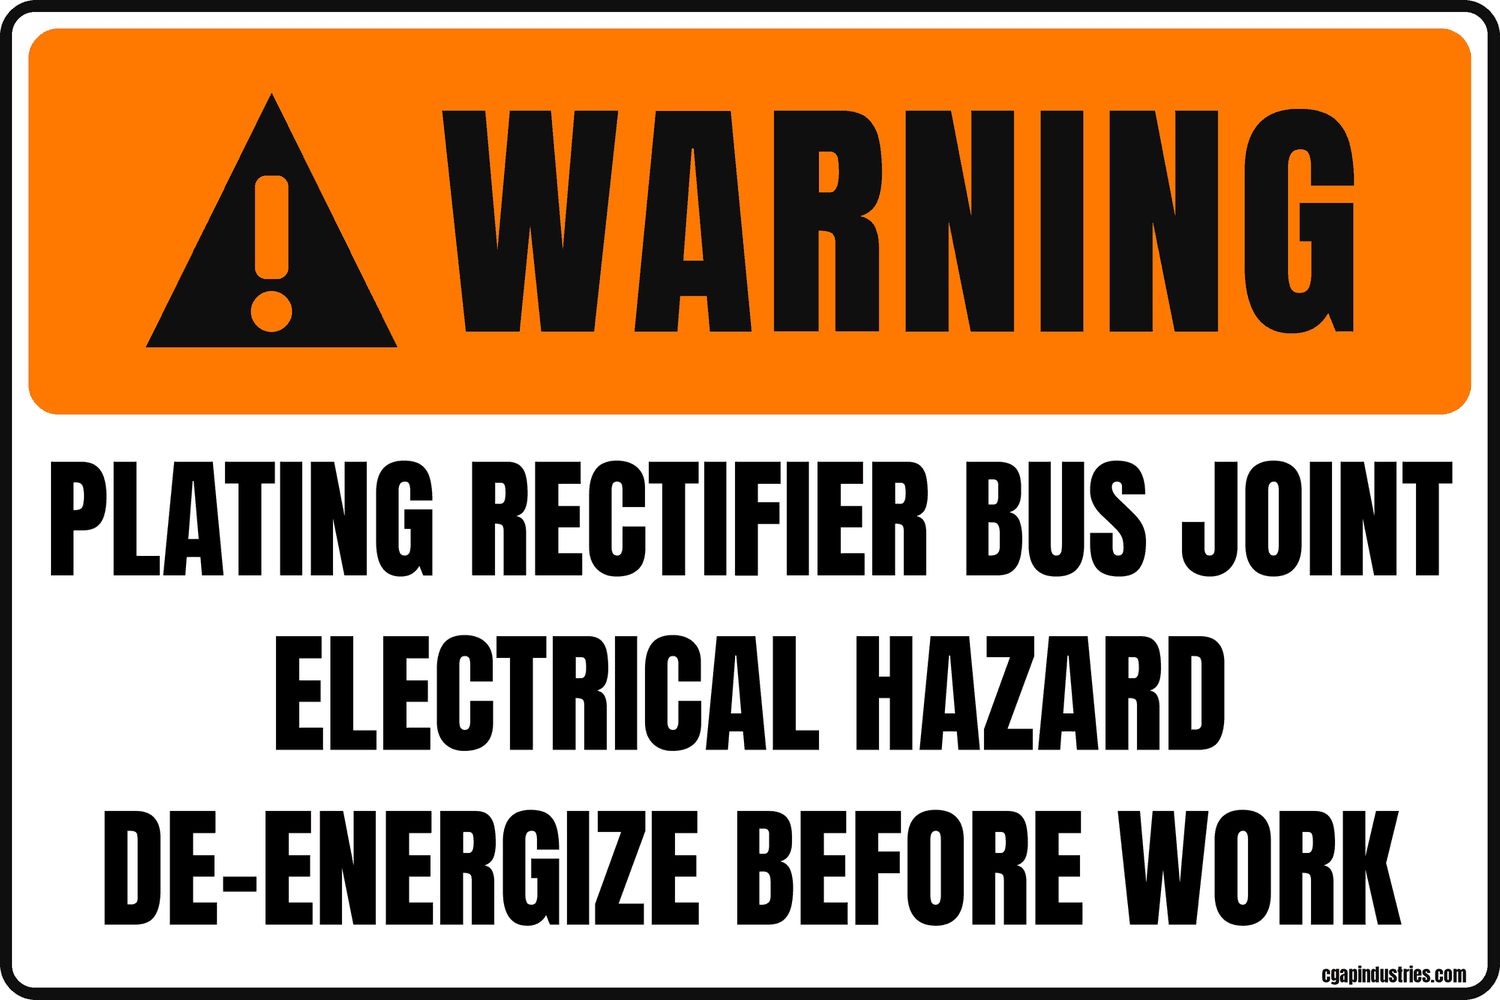 WARNING
PLATING RECTIFIER BUS JOINT
ELECTRICAL HAZARD
DE-ENERGIZE BEFORE WORK
cgapindustries.com